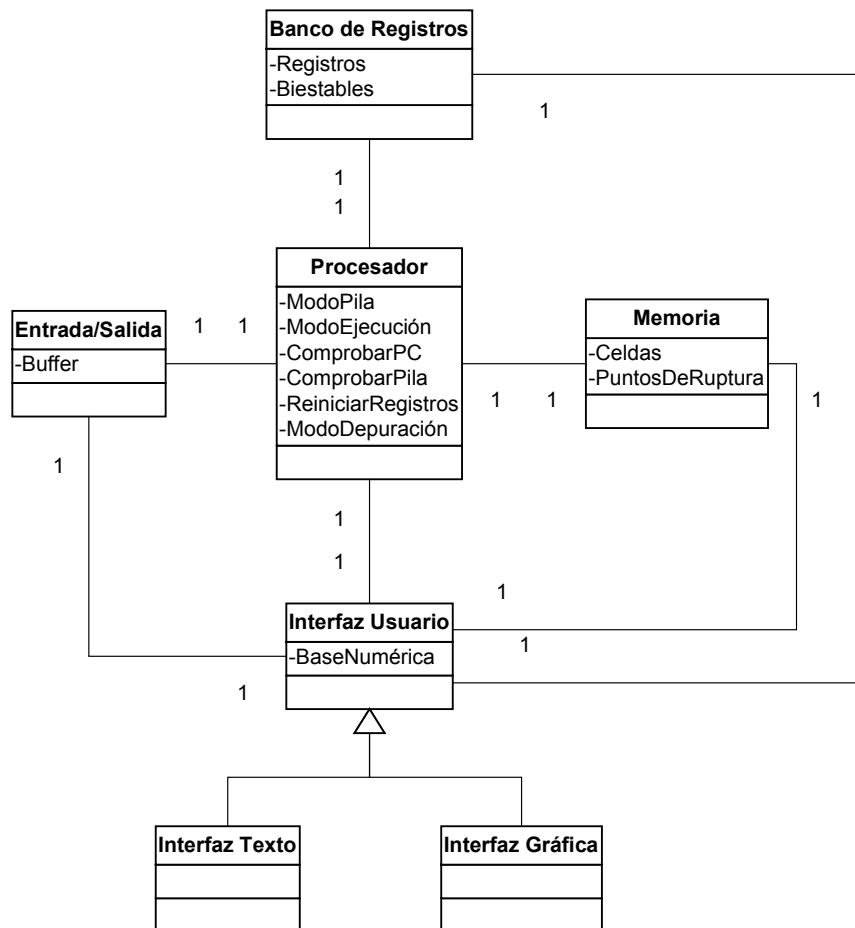 Banco de Registros
-Registros
-Biestables
1
1
1
Procesador
-ModoPila
-ModoEjecución
-ComprobarPC
-ComprobarPila
-ReiniciarRegistros
-ModoDepuración
Entrada/Salida
-Buffer
1 1
Memoria
-Celdas
-PuntosDeRuptura
1 1
1
1
1
1
1
1
Interfaz Usuario
-BaseNumérica
1
Interfaz Texto
Interfaz Gráfica